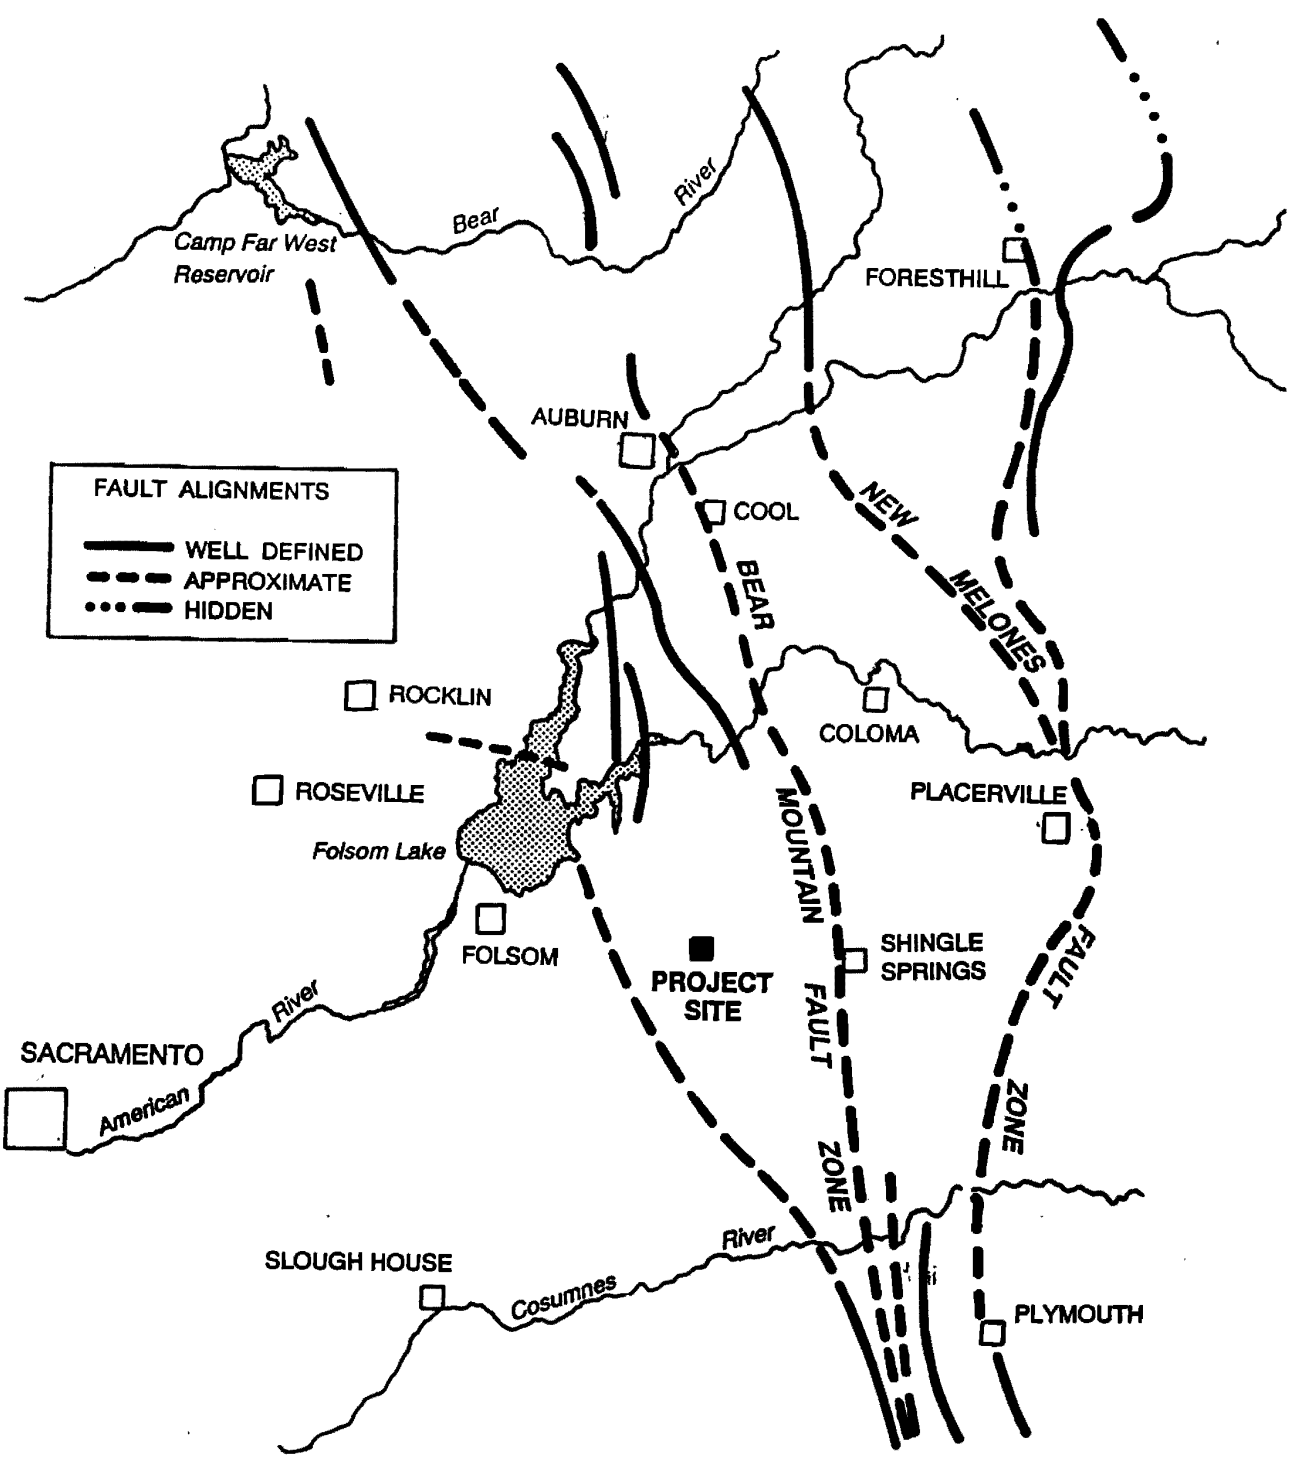 Bear
River
Camp Far West
Reservoir
FORESTHILL
AUBURN
COOL
FAULT ALIGNMENTS
WELL DEFINED
APPROXIMATE
HIDDEN
NEW
MELONES
FAULT
ZONE
BEAR
MOUNTAIN
FAULT
ZONE
ROCKLIN
COLOMA
ROSEVILLE
PLACERVILLE
Folsom Lake
FOLSOM
SHINGLE
SPRINGS
PROJECT
SITE
SACRAMENTO
American
River
SLOUGH HOUSE
Cosumnes
River
PLYMOUTH